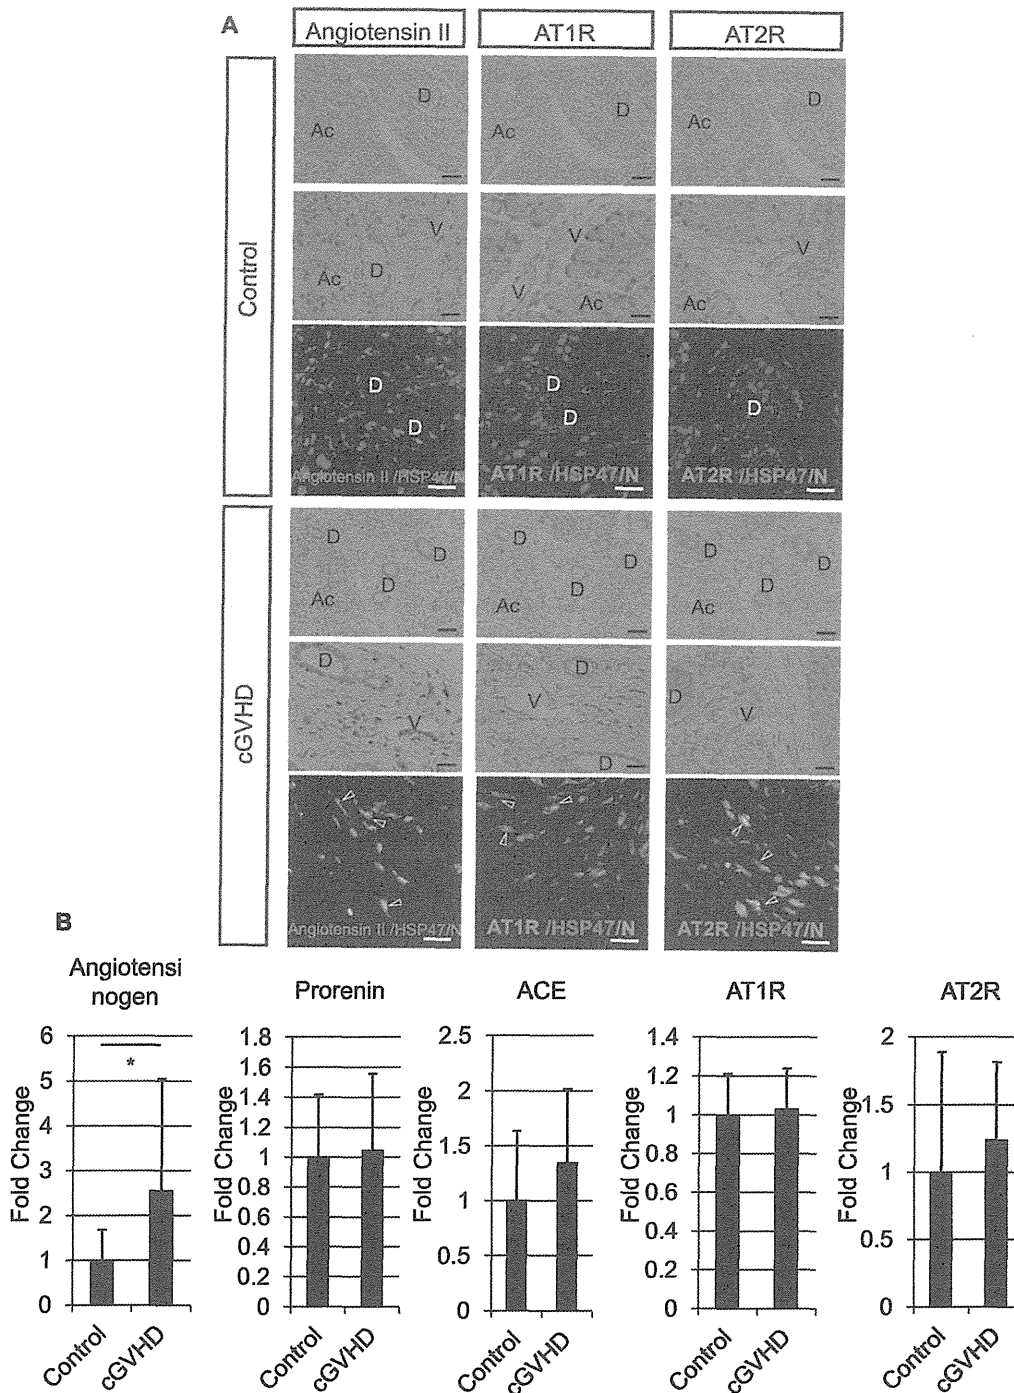 A
Angiotensin II AT1R AT2R
Control
D D D
Ac Ac Ac
V V V
D
Ac Ac Ac
V
D D D
D D
Angiotensin II /HSP47/N AT1R /HSP47/N AT2R /HSP47/N
cGVHD
D D D D D D
D D D
Ac Ac Ac
D D D
V V V
D
Angiotensin II /HSP47/N AT1R /HSP47/N AT2R /HSP47/N
B
Angiotensi
nogen
Fold Change
6
5
4
3
2
1
0
*
Control cGVHD
Prorenin
Fold Change
1.8
1.6
1.4
1.2
1
0.8
0.6
0.4
0.2
0
Control cGVHD
ACE
Fold Change
2.5
2
1.5
1
0.5
0
Control cGVHD
AT1R
Fold Change
1.4
1.2
1
0.8
0.6
0.4
0.2
0
Control cGVHD
AT2R
Fold Change
2
1.5
1
0.5
0
Control cGVHD